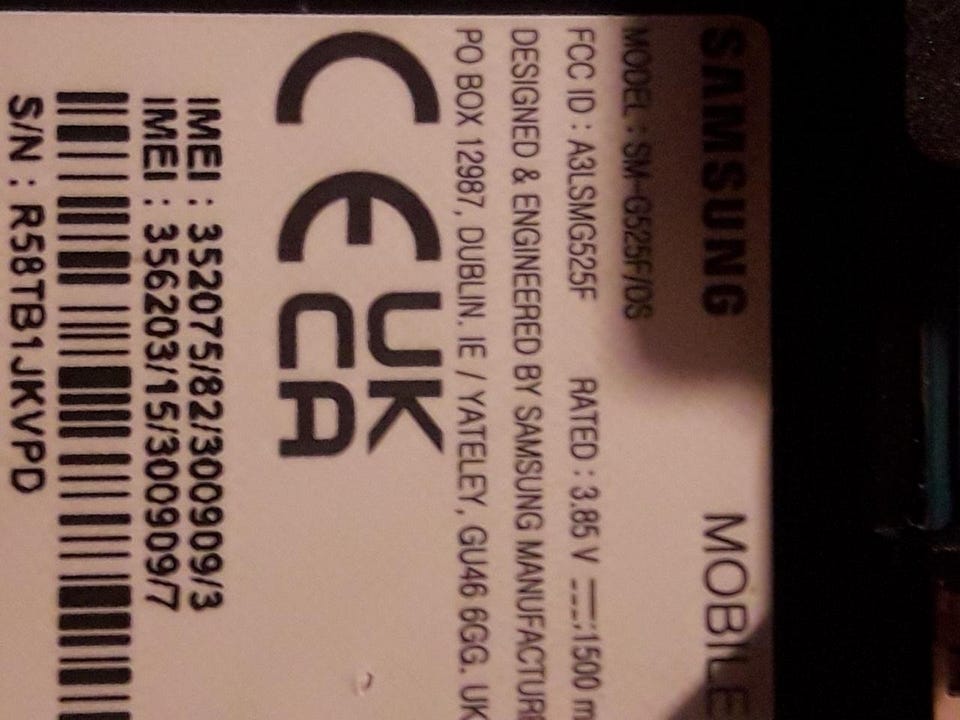 SAMSUNG MOBILE
MODEL : SM-G525F/DS
FCC ID : A3LSMG525F RATED : 3.85 V 1500 m
DESIGNED & ENGINEERED BY SAMSUNG MANUFACTURE
PO BOX 12987, DUBLIN. IE / YATELEY, GU46 6GG. UK
CE UK CA
IMEI : 352075/82/300909/3
IMEI : 356203/15/300909/7
S/N : R58TB1JKVPD